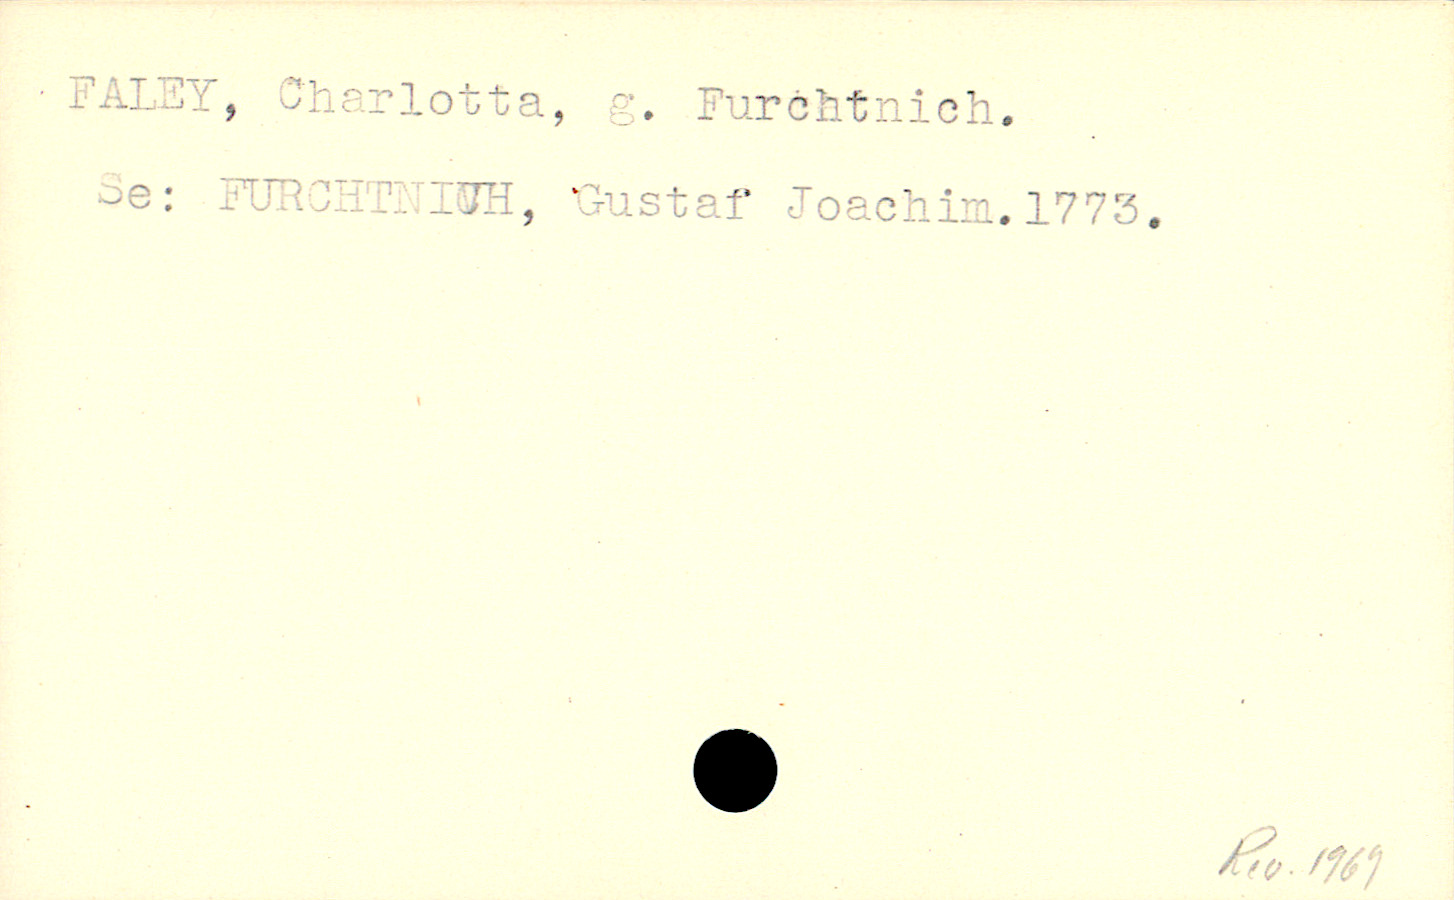 FALEY, Charlotta, g. Furchtnich.
Se: FURCHTNICH, Gustaf Joachim.1773.
Rev. 1969